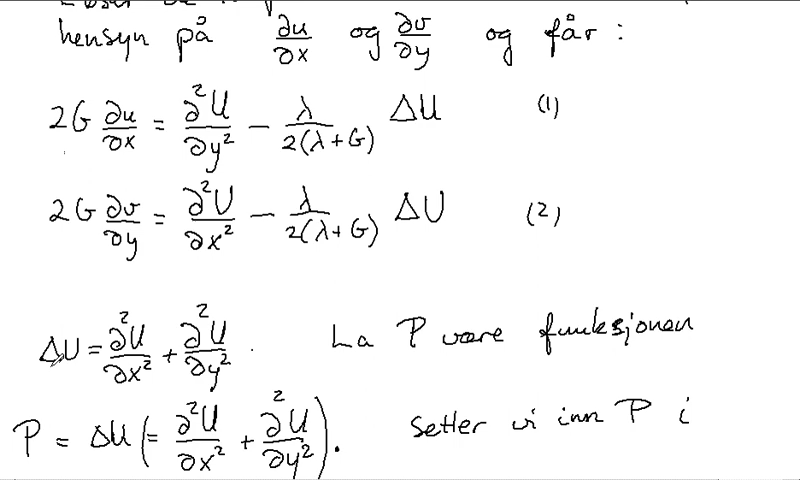 hensyn på ∂u/∂x og ∂v/∂y og får :
2G ∂u/∂x = ∂²U/∂y² − λ/2(λ+G) ΔU (1)
2G ∂v/∂y = ∂²U/∂x² − λ/2(λ+G) ΔU (2)
ΔU = ∂²U/∂x² + ∂²U/∂y² . La P være funksjonen
P = ΔU (= ∂²U/∂x² + ∂²U/∂y²). Setter vi inn P i